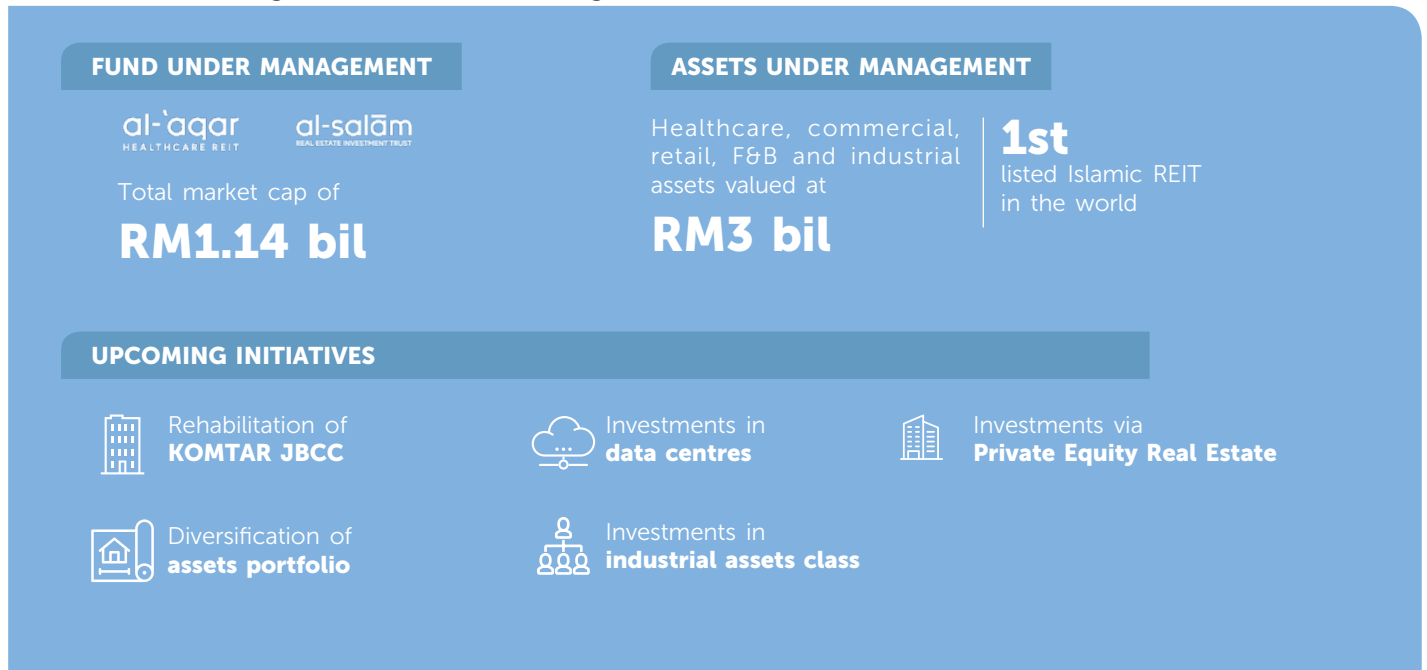 FUND UNDER MANAGEMENT
al-`aqar
HEALTHCARE REIT
al-salām
REAL ESTATE INVESTMENT TRUST
Total market cap of
RM1.14 bil
ASSETS UNDER MANAGEMENT
Healthcare, commercial,
retail, F&B and industrial
assets valued at
RM3 bil
1st
listed Islamic REIT
in the world
UPCOMING INITIATIVES
Rehabilitation of
KOMTAR JBCC
Investments in
data centres
Investments via
Private Equity Real Estate
Diversification of
assets portfolio
Investments in
industrial assets class